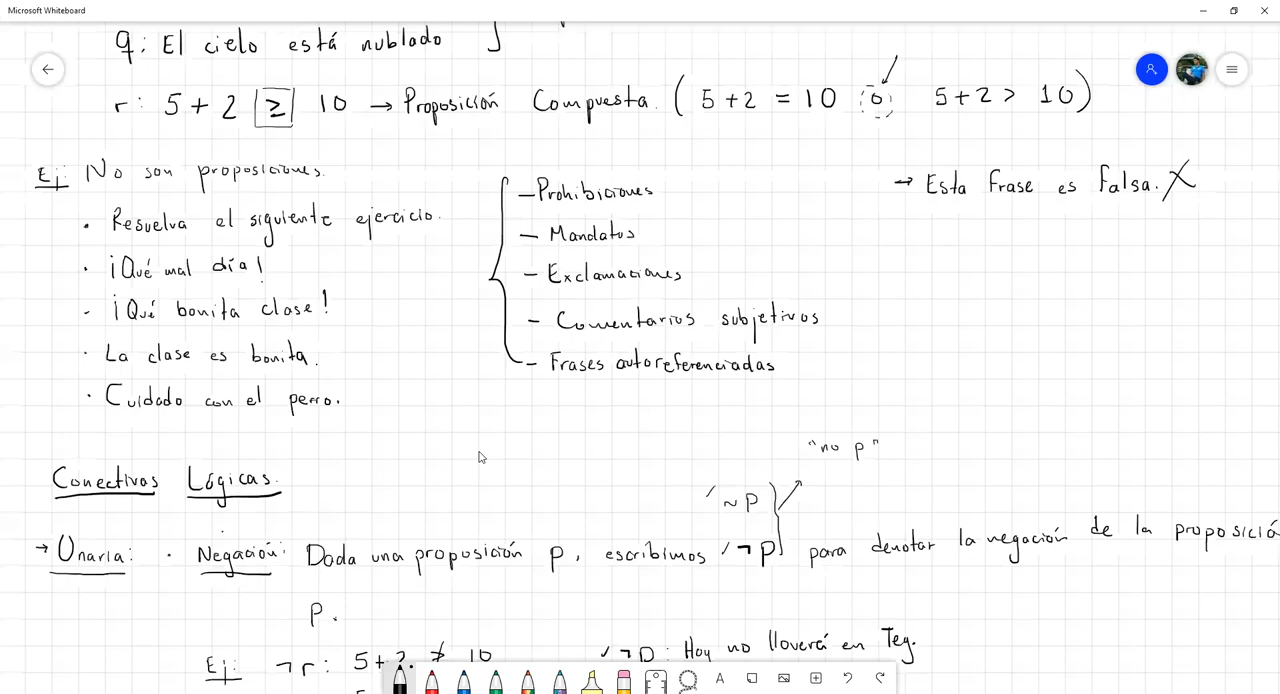 Microsoft Whiteboard
q: El cielo está nublado
r: 5 + 2 ≥ 10 → Proposición Compuesta. ( 5 + 2 = 10 o 5 + 2 > 10 )
Ej: No son proposiciones.
· Resuelva el siguiente ejercicio.
· ¡Qué mal día!
- ¡Qué bonita clase!
· La clase es bonita.
· Cuidado con el perro.
- Prohibiciones
- Mandatos
- Exclamaciones
- Comentarios subjetivos
- Frases autoreferenciadas
→ Esta Frase es Falsa. X
Conectivos Lógicas.
"no p"
~ p
→ Unaria: · Negación: Dada una proposición p, escribimos ¬ p para denotar la negación de la proposició
p.
Ej: ¬ r: 5 + 2 ≱ 10 ¬ p: Hoy no lloverá en Teg.